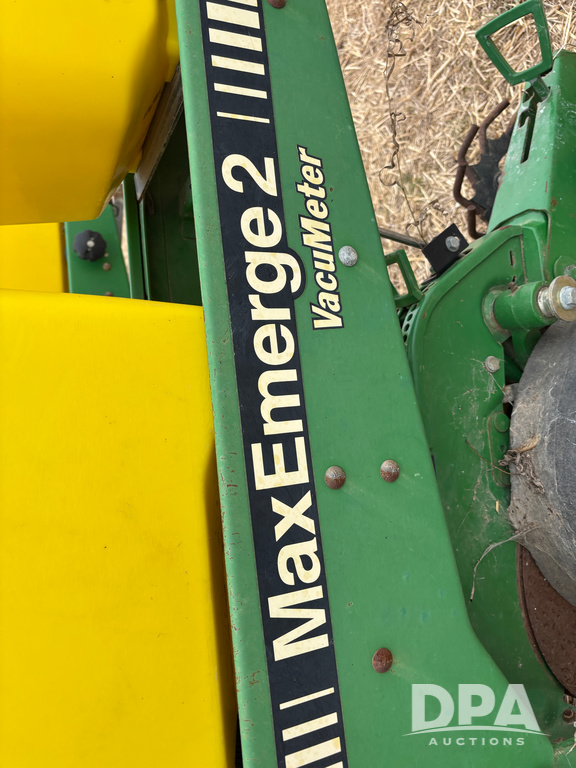 MaxEmerge 2
VacuMeter
DPA
AUCTIONS